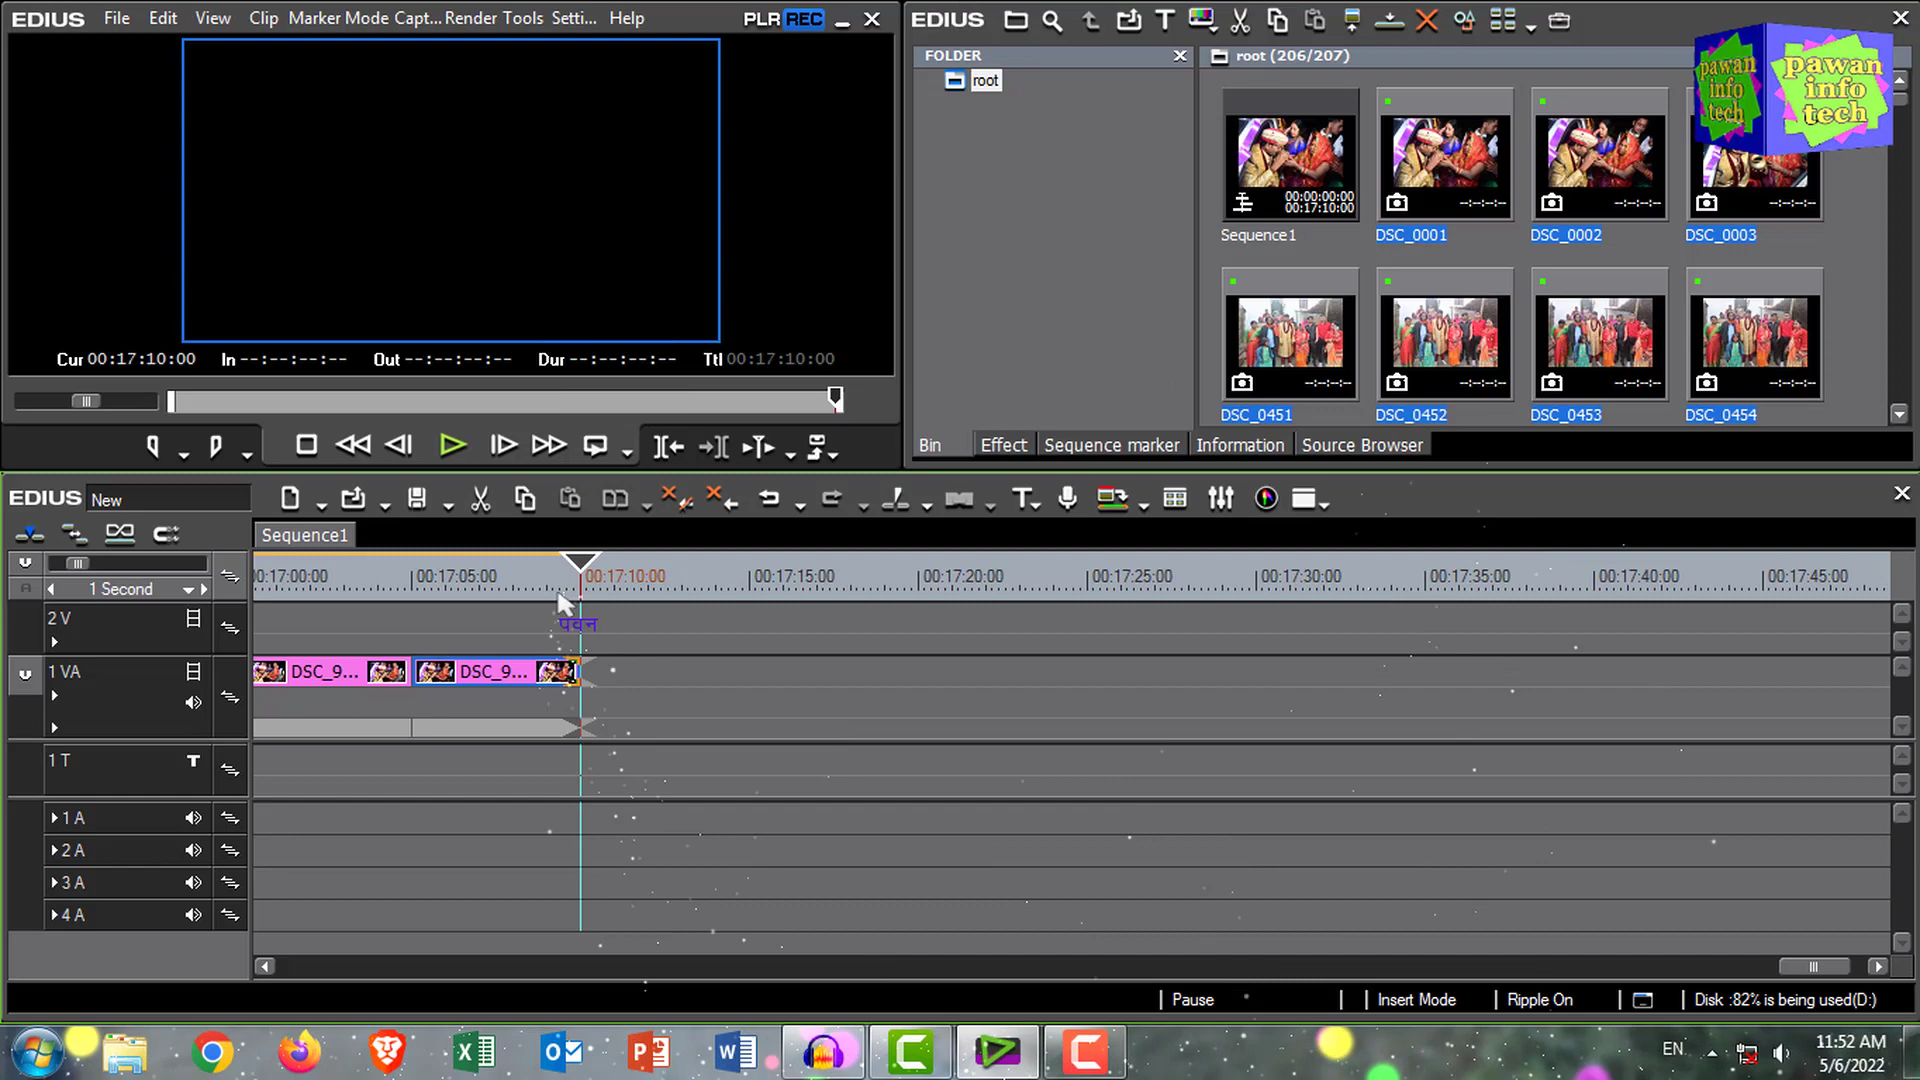 EDIUS File Edit View Clip Marker Mode Capt... Render Tools Setti... Help PLR REC
Cur 00:17:10:00 In --:--:--:-- Out --:--:--:-- Dur --:--:--:-- Ttl 00:17:10:00
EDIUS
FOLDER
root
root (206/207)
pawan info tech
pawan info tech
00:00:00:00
00:17:10:00
--:--:--:--
--:--:--:--
--:--:--:--
Sequence1 DSC_0001 DSC_0002 DSC_0003
--:--:--:--
--:--:--:--
--:--:--:--
--:--:--:--
DSC_0451 DSC_0452 DSC_0453 DSC_0454
Bin Effect Sequence marker Information Source Browser
EDIUS New
Sequence1
1 Second
00:17:00:00 00:17:05:00 00:17:10:00 00:17:15:00 00:17:20:00 00:17:25:00 00:17:30:00 00:17:35:00 00:17:40:00 00:17:45:00
2 V
पवन
1 VA
DSC_9... DSC_9...
1 T T
1 A
2 A
3 A
4 A
Pause Insert Mode Ripple On Disk :82% is being used(D:)
EN
11:52 AM
5/6/2022